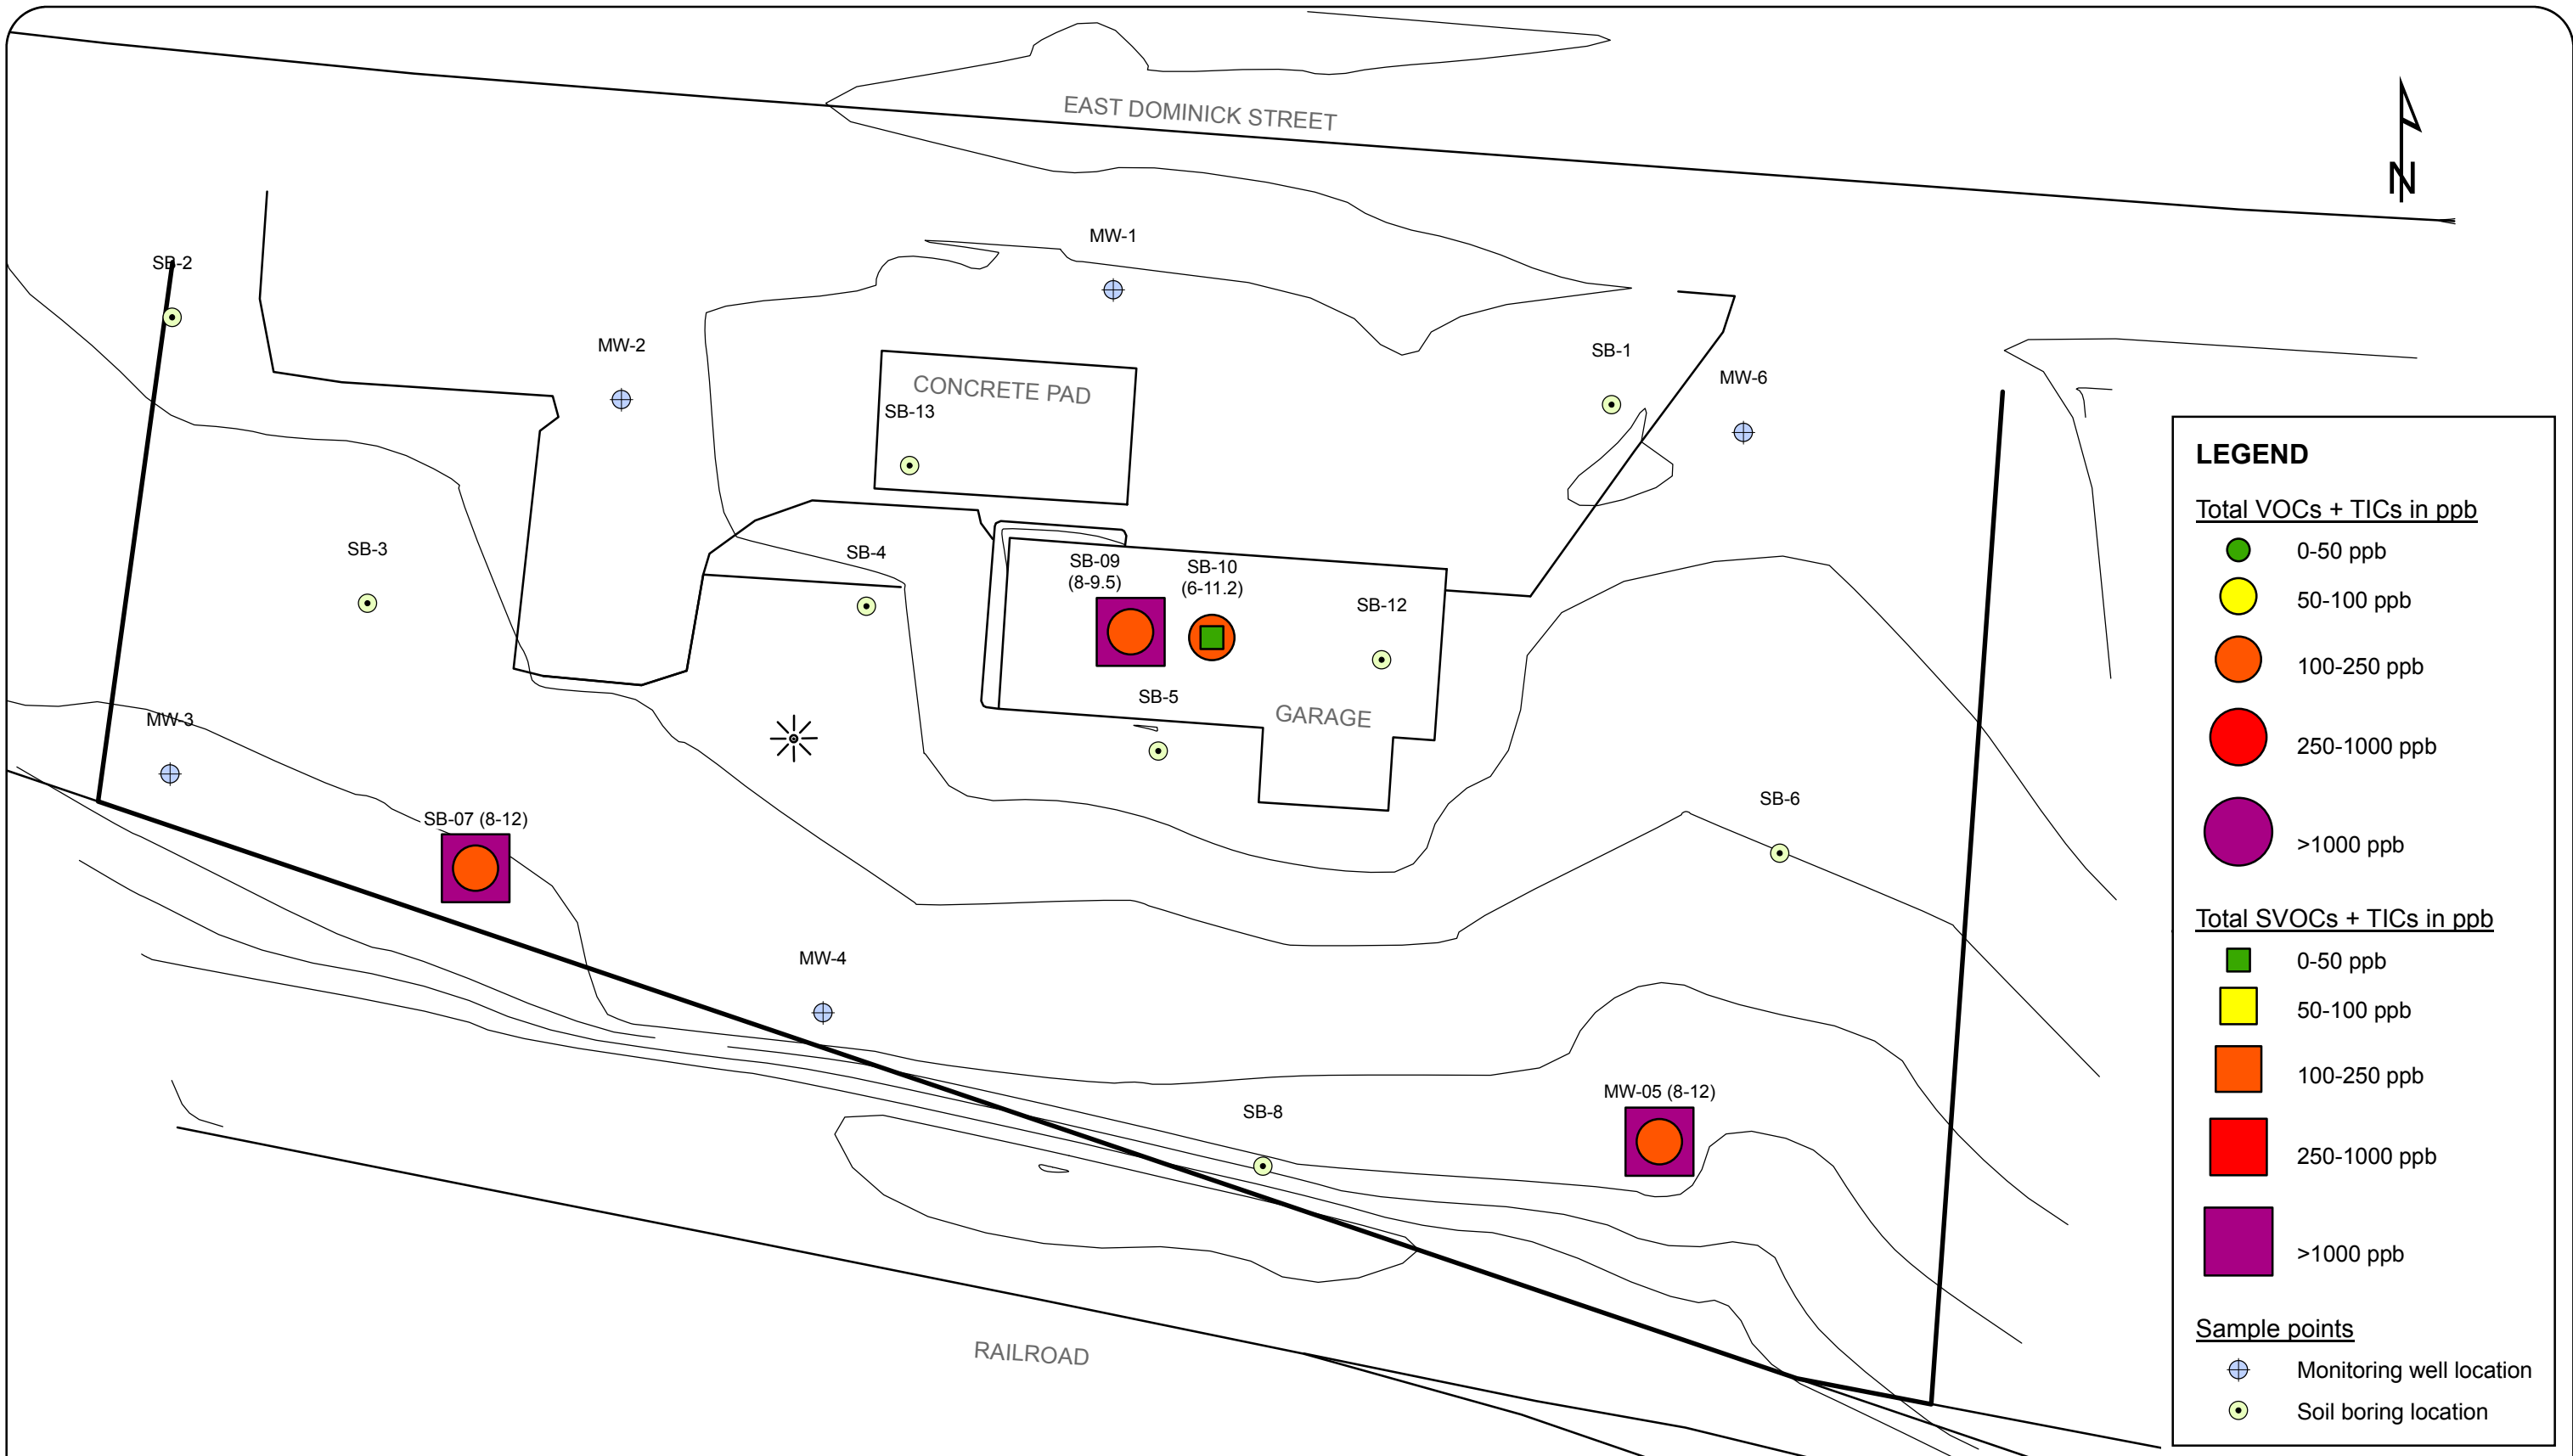 EAST DOMINICK STREET
N
MW-1
SB-2
MW-2
SB-1
MW-6
CONCRETE PAD
SB-13
SB-3
SB-4
SB-09
(8-9.5)
SB-10
(6-11.2)
SB-12
SB-5
GARAGE
MW-3
SB-07 (8-12)
SB-6
MW-4
MW-05 (8-12)
SB-8
RAILROAD
LEGEND
Total VOCs + TICs in ppb
0-50 ppb
50-100 ppb
100-250 ppb
250-1000 ppb
>1000 ppb
Total SVOCs + TICs in ppb
0-50 ppb
50-100 ppb
100-250 ppb
250-1000 ppb
>1000 ppb
Sample points
Monitoring well location
Soil boring location